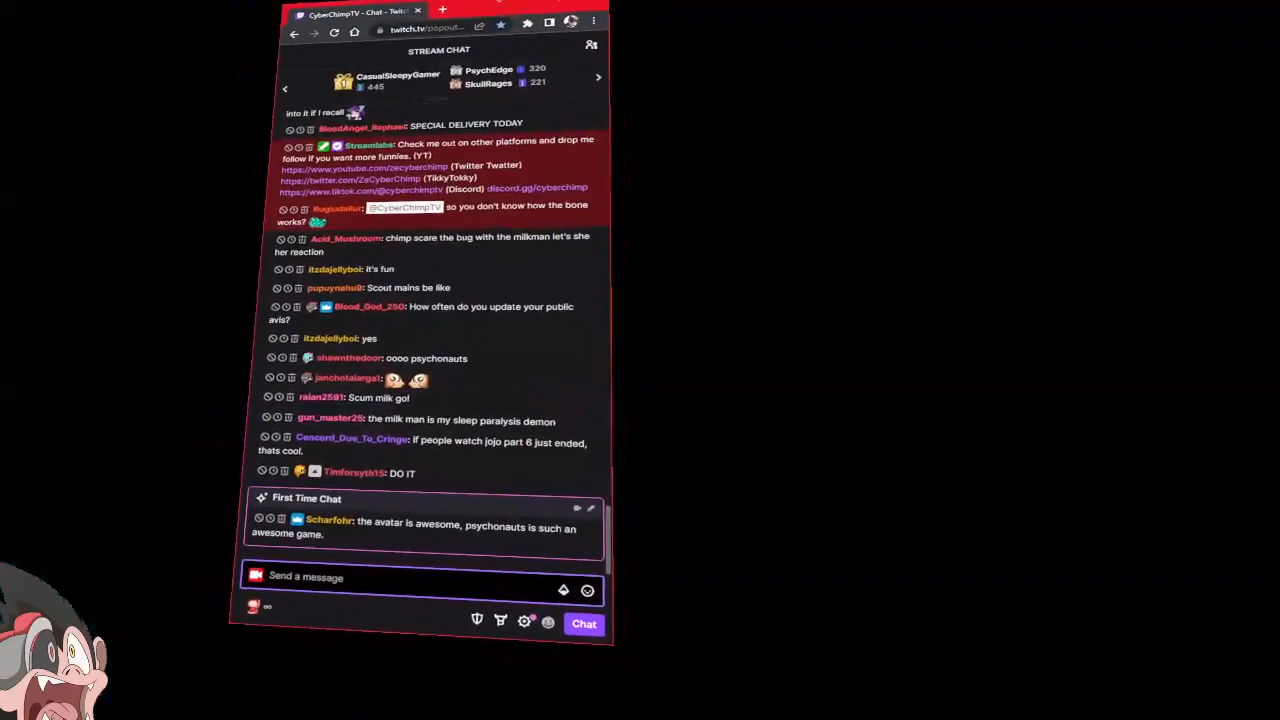 CyberChimpTV - Chat - Twitc
twitch.tv/popout...
STREAM CHAT
CasualSleepyGamer
445
PsychEdge 320
SkullRages 221
into it if I recall
BloodAngel_Raphael: SPECIAL DELIVERY TODAY
Streamlabs: Check me out on other platforms and drop me
follow if you want more funnies. (YT)
https://www.youtube.com/zecyberchimp (Twitter Twatter)
https://twitter.com/ZeCyberChimp (TikkyTokky)
https://www.tiktok.com/@cyberchimptv (Discord) discord.gg/cyberchimp
@CyberChimpTV so you don't know how the bone
works?
Acid_Mushroom: chimp scare the bug with the milkman let's she
her reaction
itzdajellyboi: it's fun
pupuynahu9: Scout mains be like
Blood_God_250: How often do you update your public
avis?
itzdajellyboi: yes
shawnthedoor: oooo psychonauts
janchotalarga1:
raian2591: Scum milk go!
gun_master25: the milk man is my sleep paralysis demon
Cencord_Due_To_Cringe: if people watch jojo part 6 just ended,
thats cool.
Timforsyth15: DO IT
First Time Chat
Scharfohr: the avatar is awesome, psychonauts is such an
awesome game.
Send a message
Chat